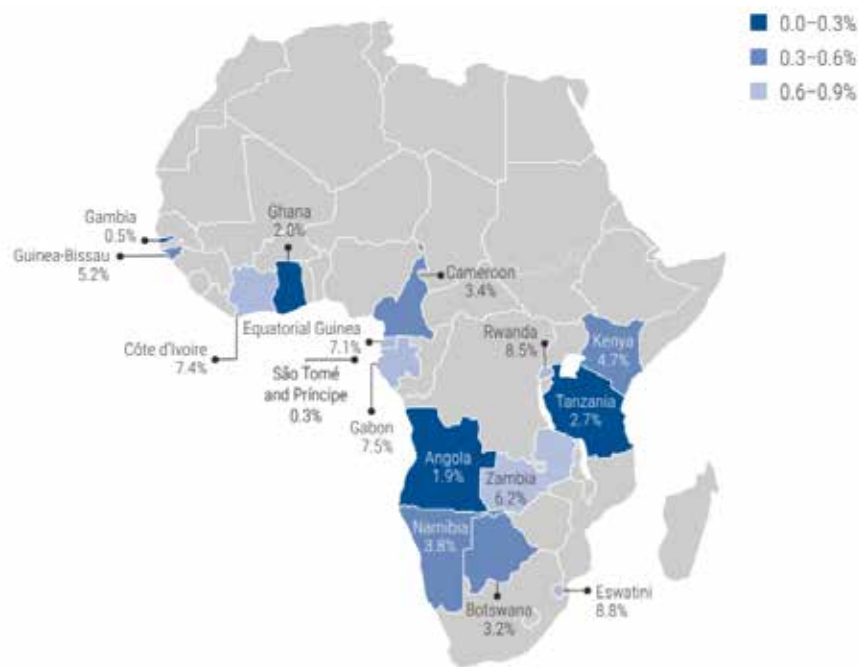 0.0–0.3%
0.3–0.6%
0.6–0.9%
Ghana
2.0%
Gambia
0.5%
Guinea-Bissau
5.2%
Cameroon
3.4%
Equatorial Guinea
7.1%
Rwanda
8.5%
Kenya
4.7%
Côte d'Ivoire
7.4%
São Tomé
and Príncipe
0.3%
Gabon
7.5%
Tanzania
2.7%
Angola
1.9%
Zambia
6.2%
Namibia
3.8%
Botswana
3.2%
Eswatini
8.8%